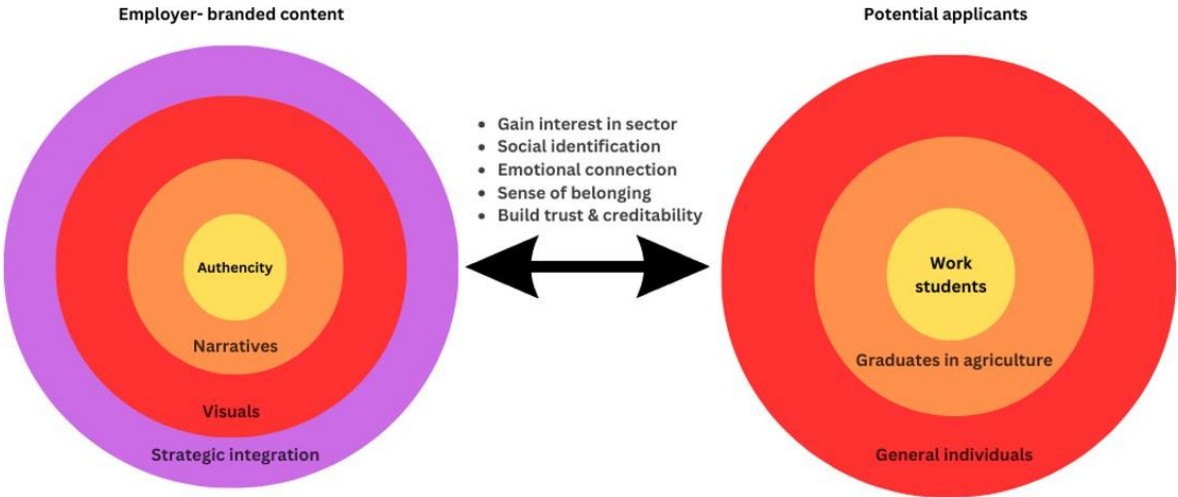 Employer- branded content
Potential applicants
• Gain interest in sector
• Social identification
• Emotional connection
• Sense of belonging
• Build trust & creditability
Authencity
Narratives
Visuals
Strategic integration
Work
students
Graduates in agriculture
General individuals